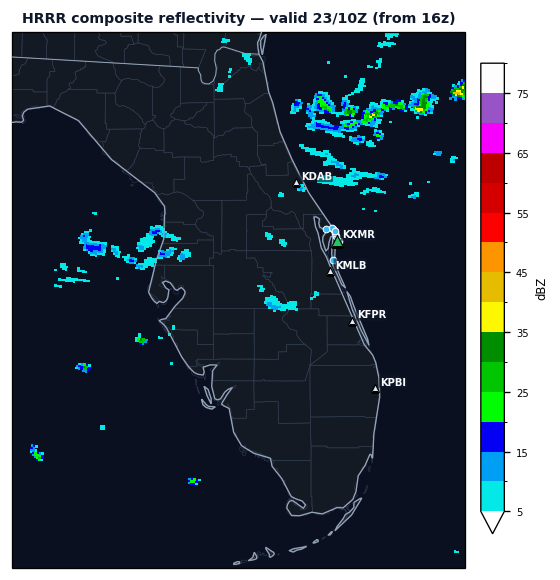 HRRR composite reflectivity — valid 23/10Z (from 16z)
75
65
55
45
35
25
15
5
dBZ
KDAB
KXMR
KMLB
KFPR
KPBI